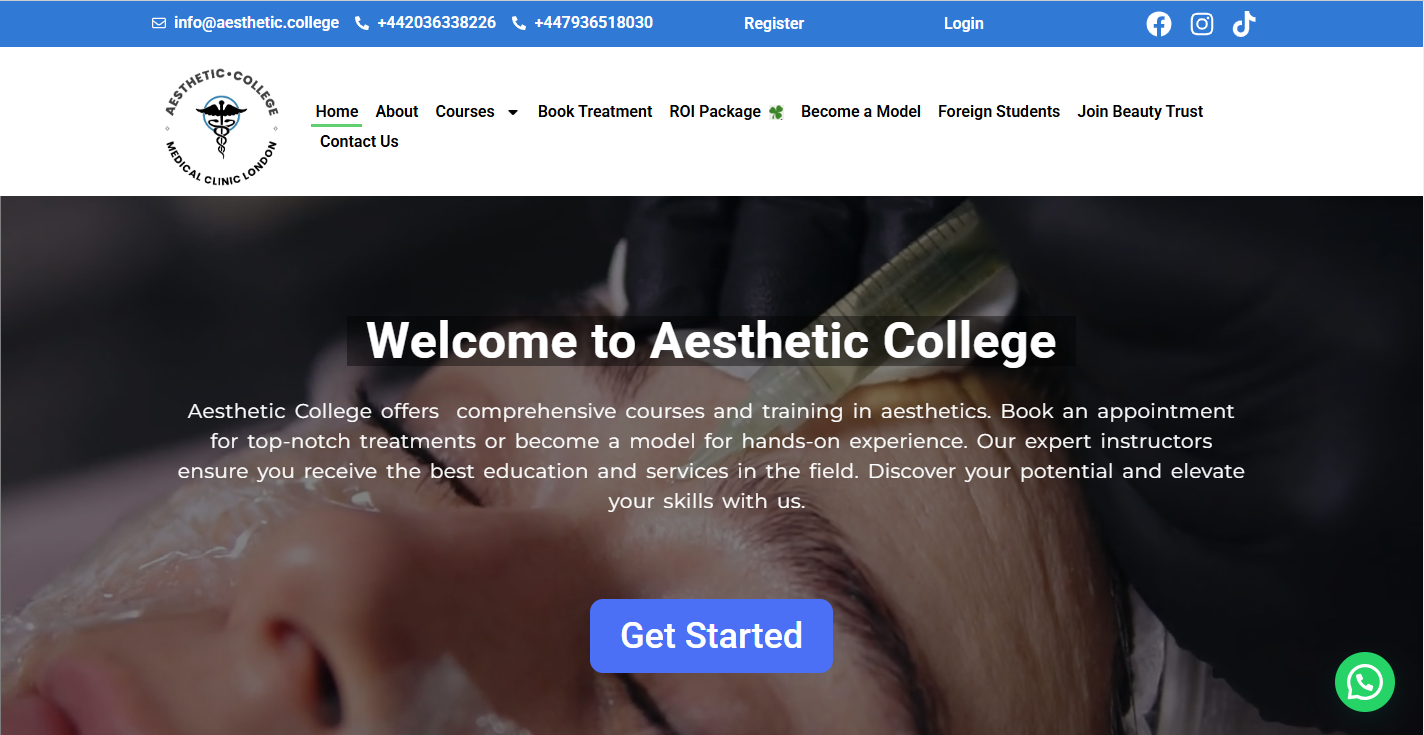 info@aesthetic.college +442036338226 +447936518030 Register Login
AESTHETIC • COLLEGE
MEDICAL CLINIC LONDON
Home About Courses Book Treatment ROI Package Become a Model Foreign Students Join Beauty Trust
Contact Us
Welcome to Aesthetic College
Aesthetic College offers comprehensive courses and training in aesthetics. Book an appointment
for top-notch treatments or become a model for hands-on experience. Our expert instructors
ensure you receive the best education and services in the field. Discover your potential and elevate
your skills with us.
Get Started